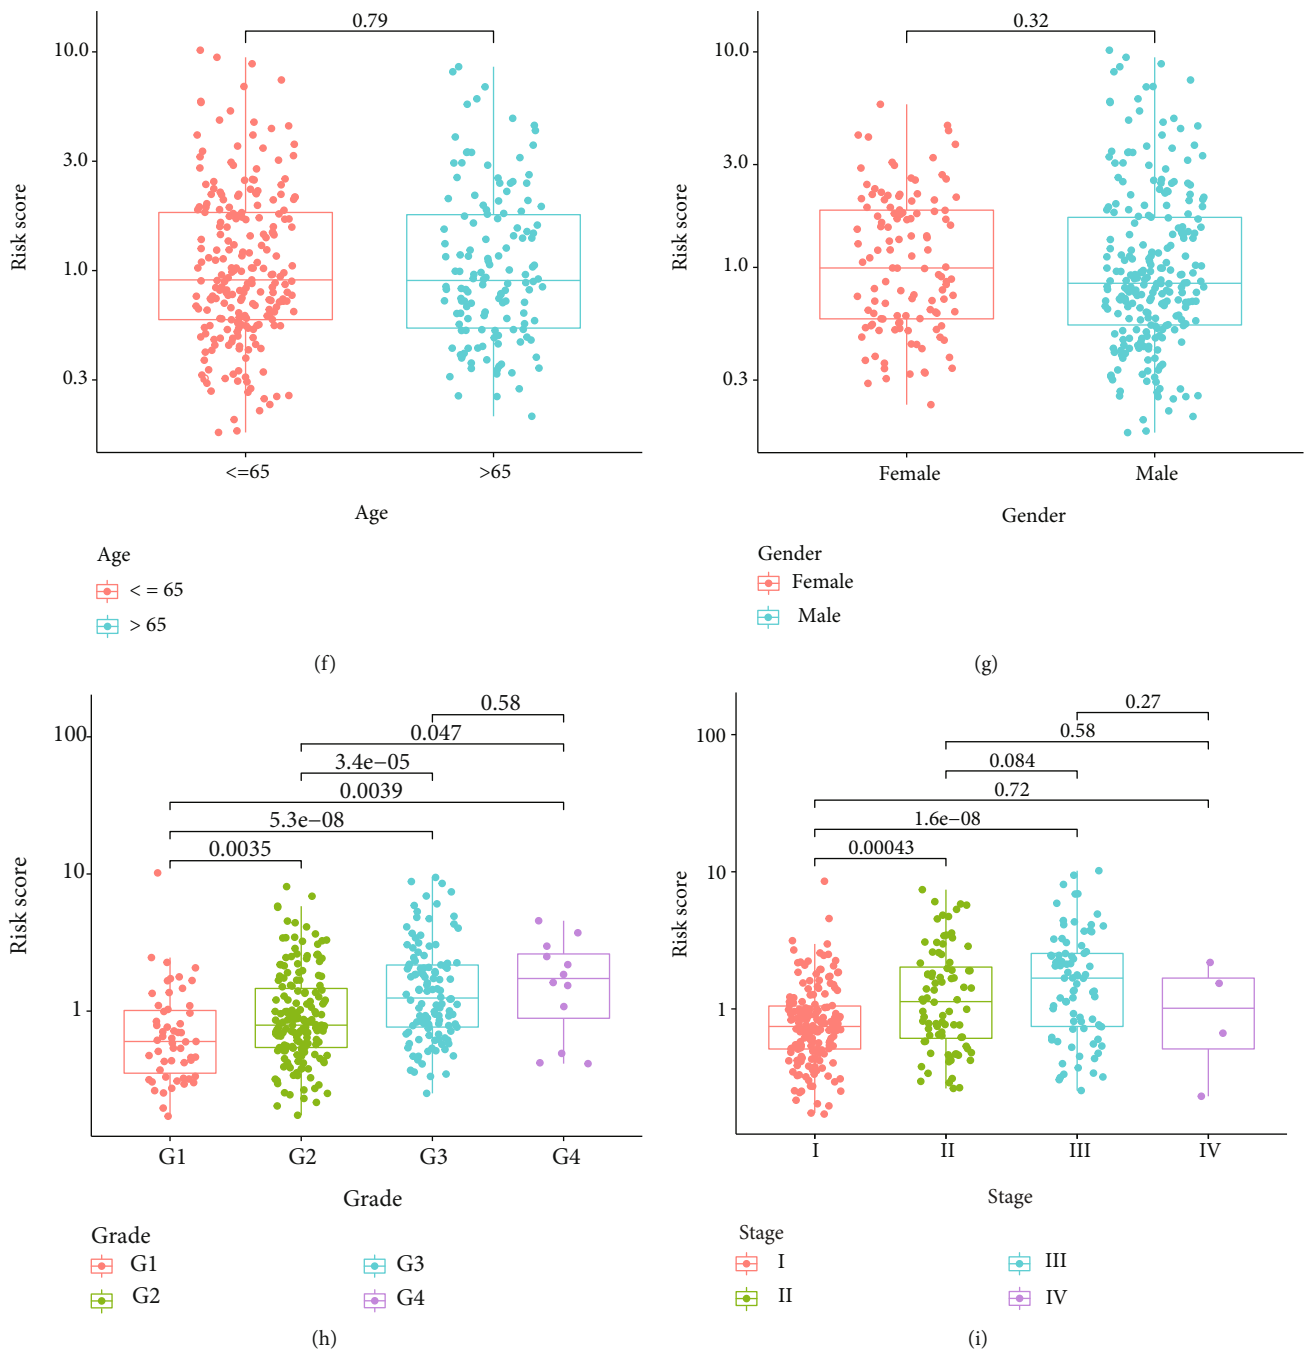 0.79
10.0
3.0
1.0
0.3
Risk score
<=65
>65
Age
Age
< = 65
> 65
(f)
0.32
10.0
3.0
1.0
0.3
Risk score
Female
Male
Gender
Gender
Female
Male
(g)
0.58
0.047
3.4e−05
0.0039
5.3e−08
0.0035
100
10
1
Risk score
G1
G2
G3
G4
Grade
Grade
G1
G2
G3
G4
(h)
0.27
0.58
0.084
0.72
1.6e−08
0.00043
100
10
1
Risk score
I
II
III
IV
Stage
Stage
I
II
III
IV
(i)